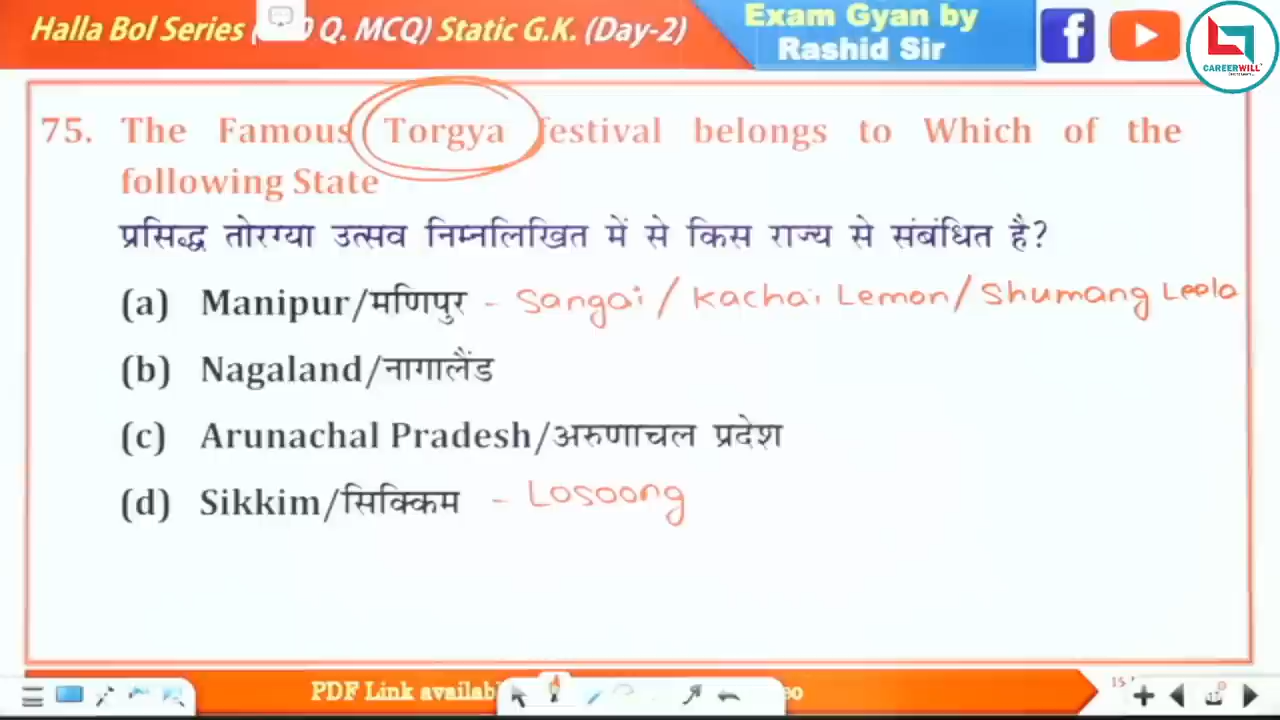 Halla Bol Series ( 0 Q. MCQ) Static G.K. (Day-2)
Exam Gyan by
Rashid Sir
CAREERWILL
75. The Famous Torgya festival belongs to Which of the
following State
प्रसिद्ध तोरग्या उत्सव निम्नलिखित में से किस राज्य से संबंधित है?
(a) Manipur/मणिपुर - Sangai / Kachai Lemon / Shumang Leela
(b) Nagaland/नागालैंड
(c) Arunachal Pradesh/अरुणाचल प्रदेश
(d) Sikkim/सिक्किम - Losoong
PDF Link